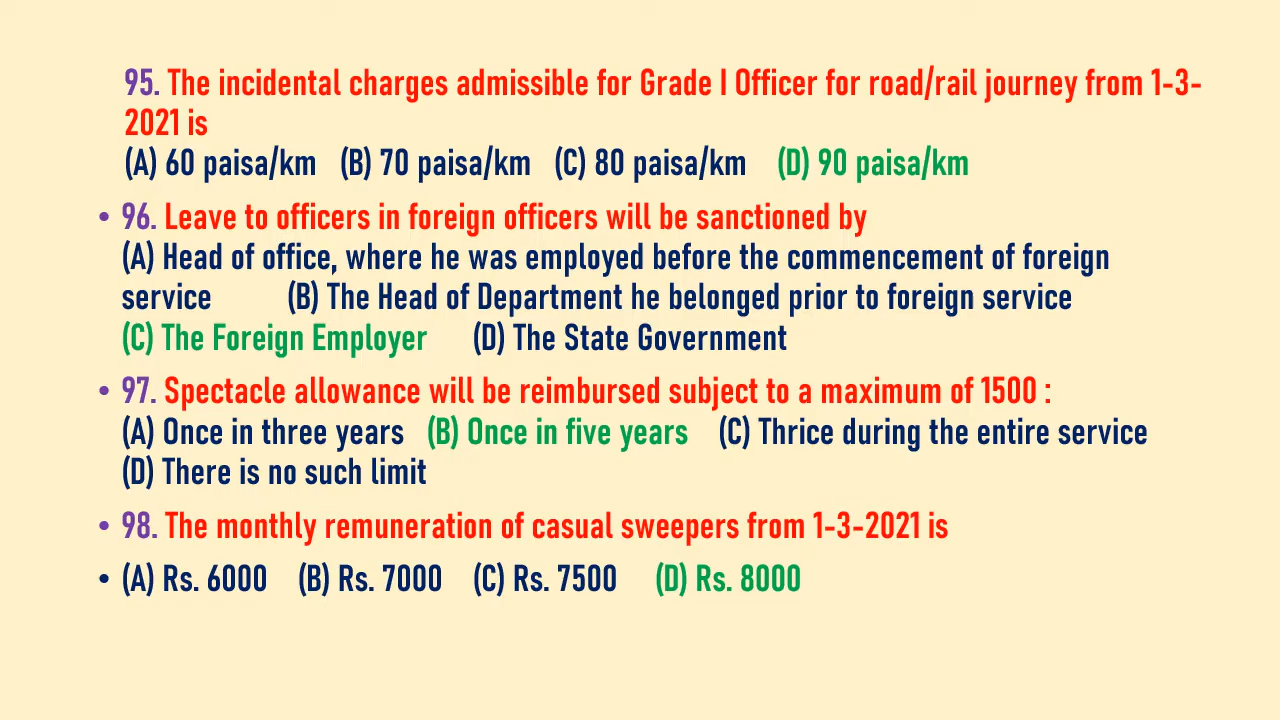 95. The incidental charges admissible for Grade I Officer for road/rail journey from 1-3-
2021 is
(A) 60 paisa/km (B) 70 paisa/km (C) 80 paisa/km (D) 90 paisa/km
• 96. Leave to officers in foreign officers will be sanctioned by
(A) Head of office, where he was employed before the commencement of foreign
service (B) The Head of Department he belonged prior to foreign service
(C) The Foreign Employer (D) The State Government
• 97. Spectacle allowance will be reimbursed subject to a maximum of 1500 :
(A) Once in three years (B) Once in five years (C) Thrice during the entire service
(D) There is no such limit
• 98. The monthly remuneration of casual sweepers from 1-3-2021 is
• (A) Rs. 6000 (B) Rs. 7000 (C) Rs. 7500 (D) Rs. 8000